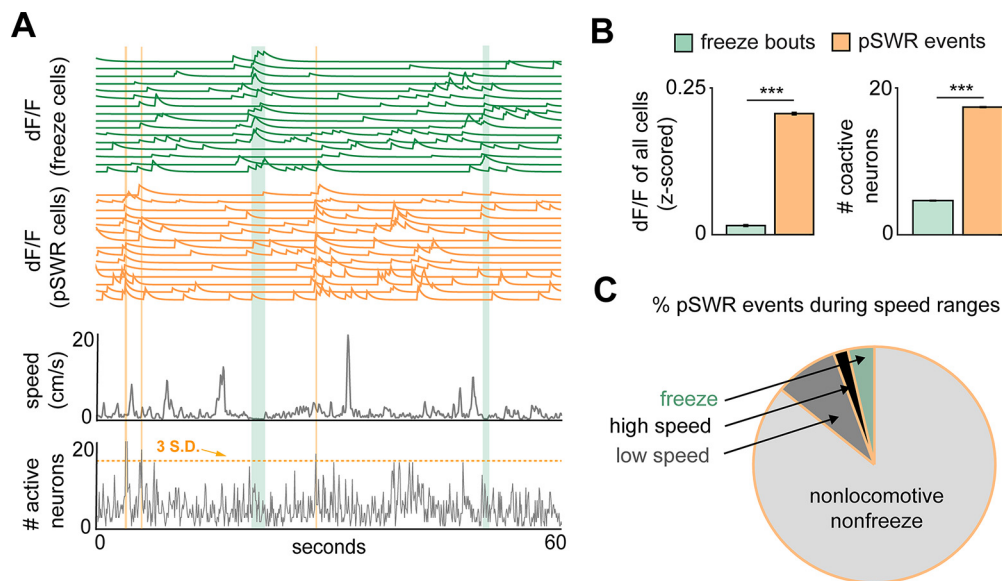 A
dF/F
(freeze cells)
dF/F
(pSWR cells)
speed
(cm/s)
20
0
# active
neurons
20
0
3 S.D.
0
seconds
60
B
freeze bouts
pSWR events
dF/F of all cells
(z-scored)
0.25
0
***
# coactive
neurons
20
0
***
C
% pSWR events during speed ranges
freeze
high speed
low speed
nonlocomotive
nonfreeze